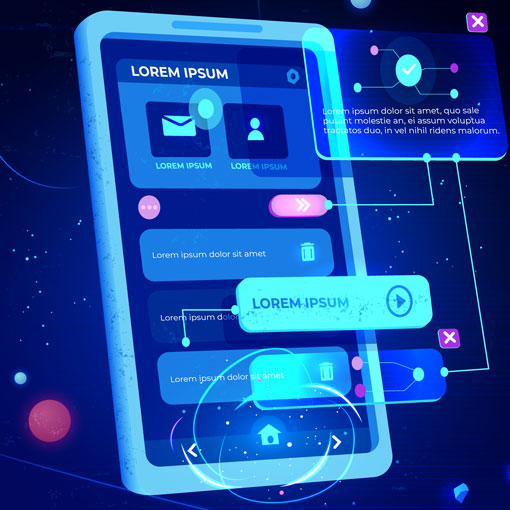 LOREM IPSUM
LOREM IPSUM
LOREM IPSUM
Lorem ipsum dolor sit amet, quo sale
putant molestie an, ei assum voluptua
tractatos duo, in vel nihil ridens malorum.
Lorem ipsum dolor sit amet
LOREM IPSUM
Lorem ipsum dolor
Lorem ipsum dolor sit amet